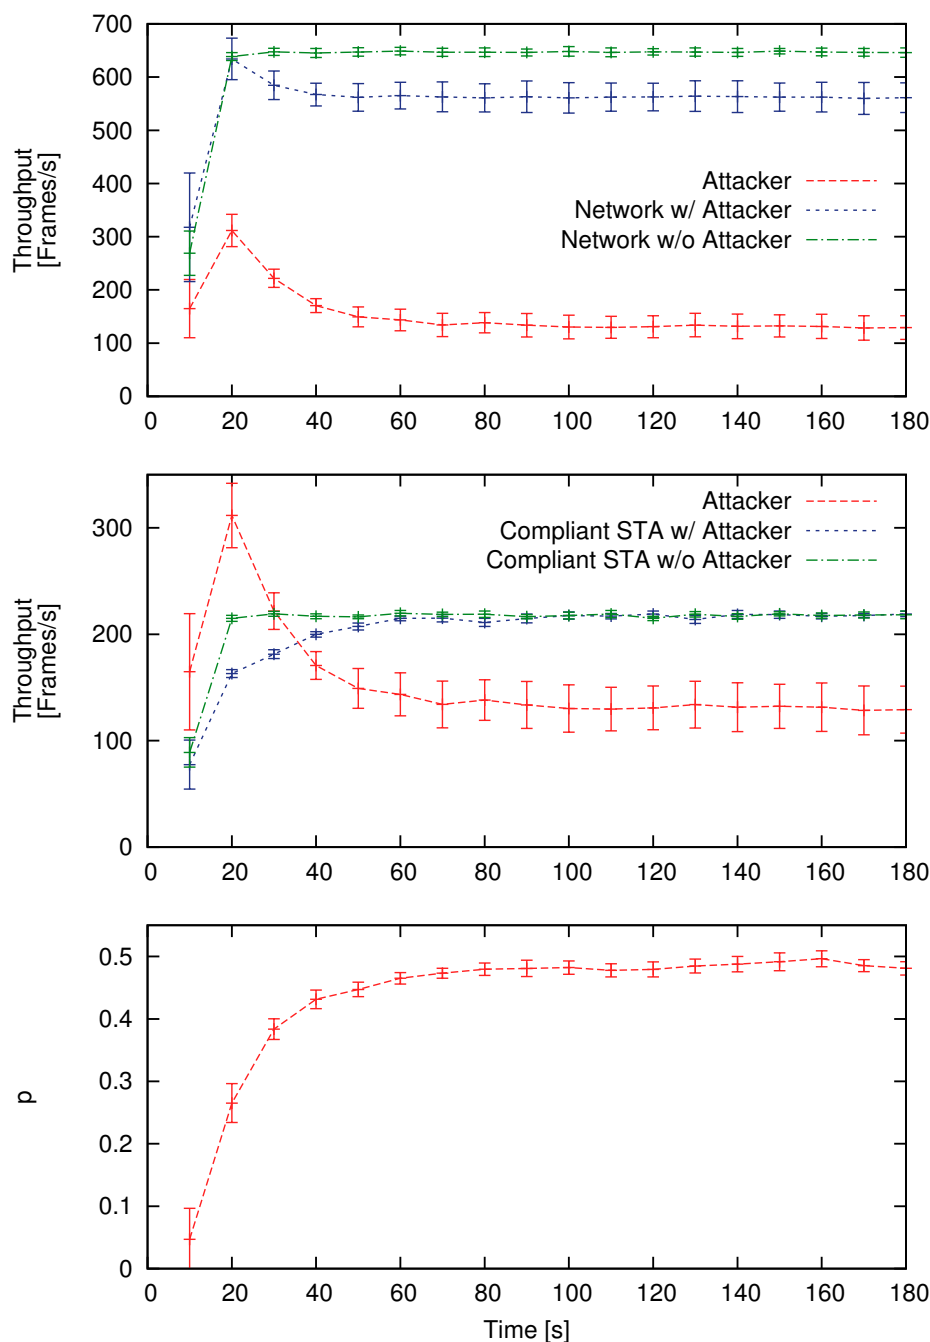 700
600
500
400
300
200
100
0
Throughput
[Frames/s]
Attacker
Network w/ Attacker
Network w/o Attacker
0 20 40 60 80 100 120 140 160 180
300
200
100
0
Throughput
[Frames/s]
Attacker
Compliant STA w/ Attacker
Compliant STA w/o Attacker
0 20 40 60 80 100 120 140 160 180
0.5
0.4
0.3
0.2
0.1
0
p
0 20 40 60 80 100 120 140 160 180
Time [s]